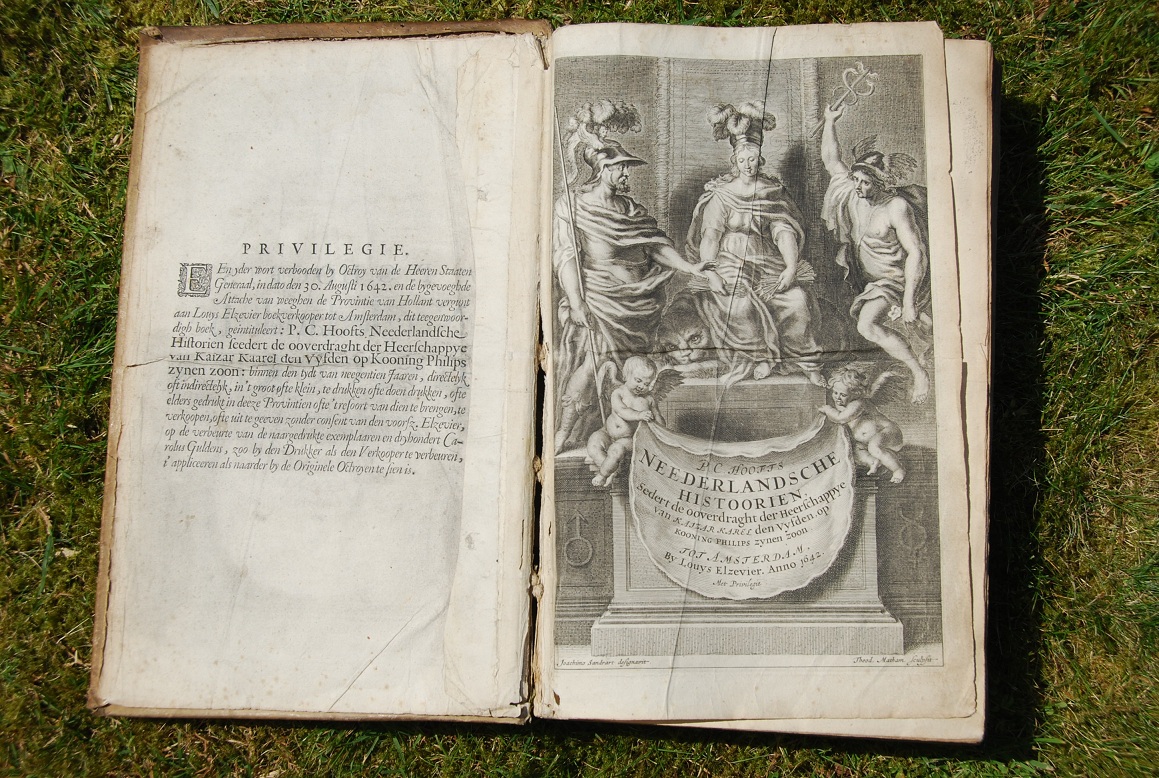 PRIVILEGIE.
EEn yder wort verbooden by Octroy van de Heeren Staaten
Generaal, in dato den 30. Augusti 1642. en de bygevoeghde
Attache van weeghen de Provintie van Hollant vergunt
aan Louys Elzevier boekverkooper tot Amsterdam, dit teegenwoor-
digh boek, geintituleert: P. C. Hoofts Neederlandsche
Historien seedert de ooverdraght der Heerschappye
van Kaizar Kaarel den Vyfden op Kooning Philips
zynen zoon: binnen den tydt van neegentien Jaaren, directelyk
oft indirectelyk, in 't groot ofte klein, te drukken ofte doen drukken, ofte
elders gedrukt in deeze Provintien ofte 't resoort van dien te brengen, te
verkoopen, ofte uit te geeven zonder consent van den voorsz. Elzevier,
op de verbeurte van de naargedrukte exemplaaren en dryhondert Ca-
rolus Guldens, zoo by den Drukker als den Verkooper te verbeuren,
t' appliceeren als naarder by de Originele Octroyen te sien is.
P. C. HOOFTS
NEEDERLANDSCHE
HISTOORIEN.
Sedert de ooverdraght der Heerschappye
van KAIZAR KAREL den Vyfden op
KOONING PHILIPS zynen zoon
TOT AMSTERDAM.
By Louys Elzevier. Anno 1642.
Met Privilegie
Joachimo Sandrart designavit
Theod. Matham sculpsit